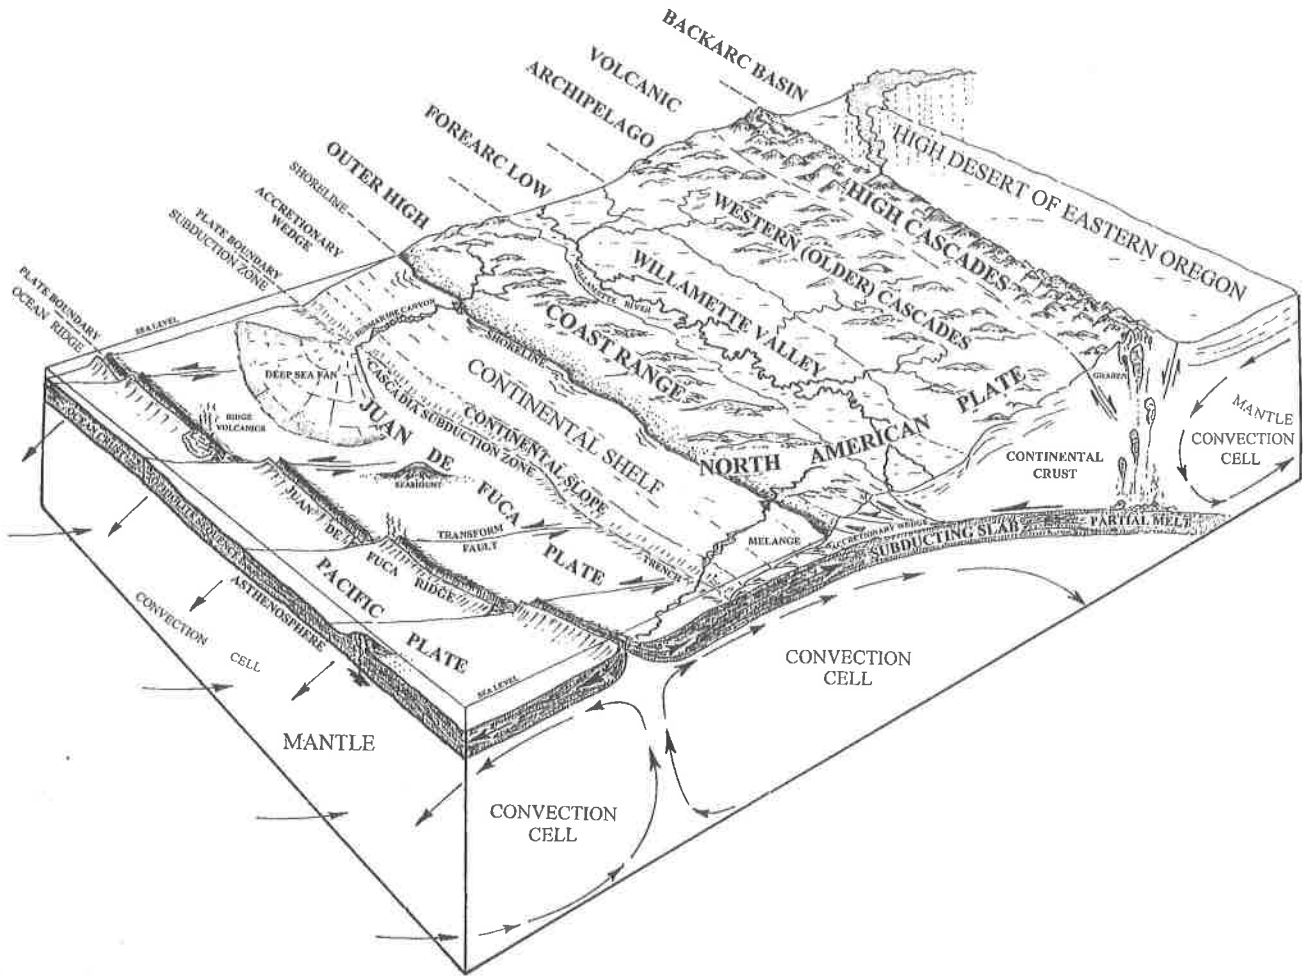 BACKARC BASIN
VOLCANIC
ARCHIPELAGO
FOREARC LOW
OUTER HIGH
SHORELINE
ACCRETIONARY
WEDGE
PLATE BOUNDARY
SUBDUCTION ZONE
PLATE BOUNDARY
OCEAN RIDGE
SEA LEVEL
HIGH DESERT OF EASTERN OREGON
HIGH CASCADES
WESTERN (OLDER) CASCADES
WILLAMETTE VALLEY
RIVER
COAST RANGE
SHORELINE
SUBMARINE CANYON
CONTINENTAL SHELF
CONTINENTAL SLOPE
CASCADIA SUBDUCTION ZONE
DEEP SEA FAN
RIDGE
VOLCANICS
JUAN
DE
FUCA
PLATE
SEAMOUNT
TRANSFORM
FAULT
TRENCH
JUAN
DE
FUCA
RIDGE
PACIFIC
PLATE
NORTH AMERICAN PLATE
GRABEN
MANTLE
CONVECTION
CELL
CONTINENTAL
CRUST
MELANGE
ACCRETIONARY WEDGE
SUBDUCTING SLAB
PARTIAL MELT
ASTHENOSPHERE
CONVECTION
CELL
SEA LEVEL
MANTLE
CONVECTION
CELL
CONVECTION
CELL